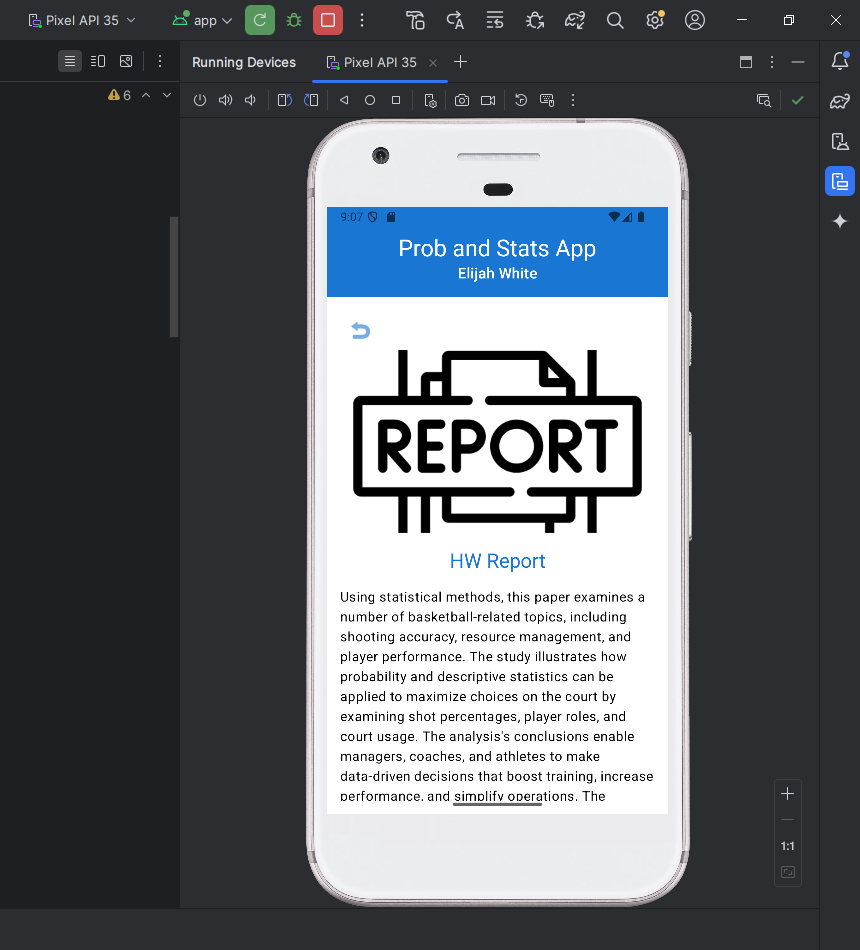 Pixel API 35
app
Running Devices
Pixel API 35
6
9:07
Prob and Stats App
Elijah White
REPORT
HW Report
Using statistical methods, this paper examines a
number of basketball-related topics, including
shooting accuracy, resource management, and
player performance. The study illustrates how
probability and descriptive statistics can be
applied to maximize choices on the court by
examining shot percentages, player roles, and
court usage. The analysis's conclusions enable
managers, coaches, and athletes to make
data-driven decisions that boost training, increase
performance, and simplify operations. The
1:1